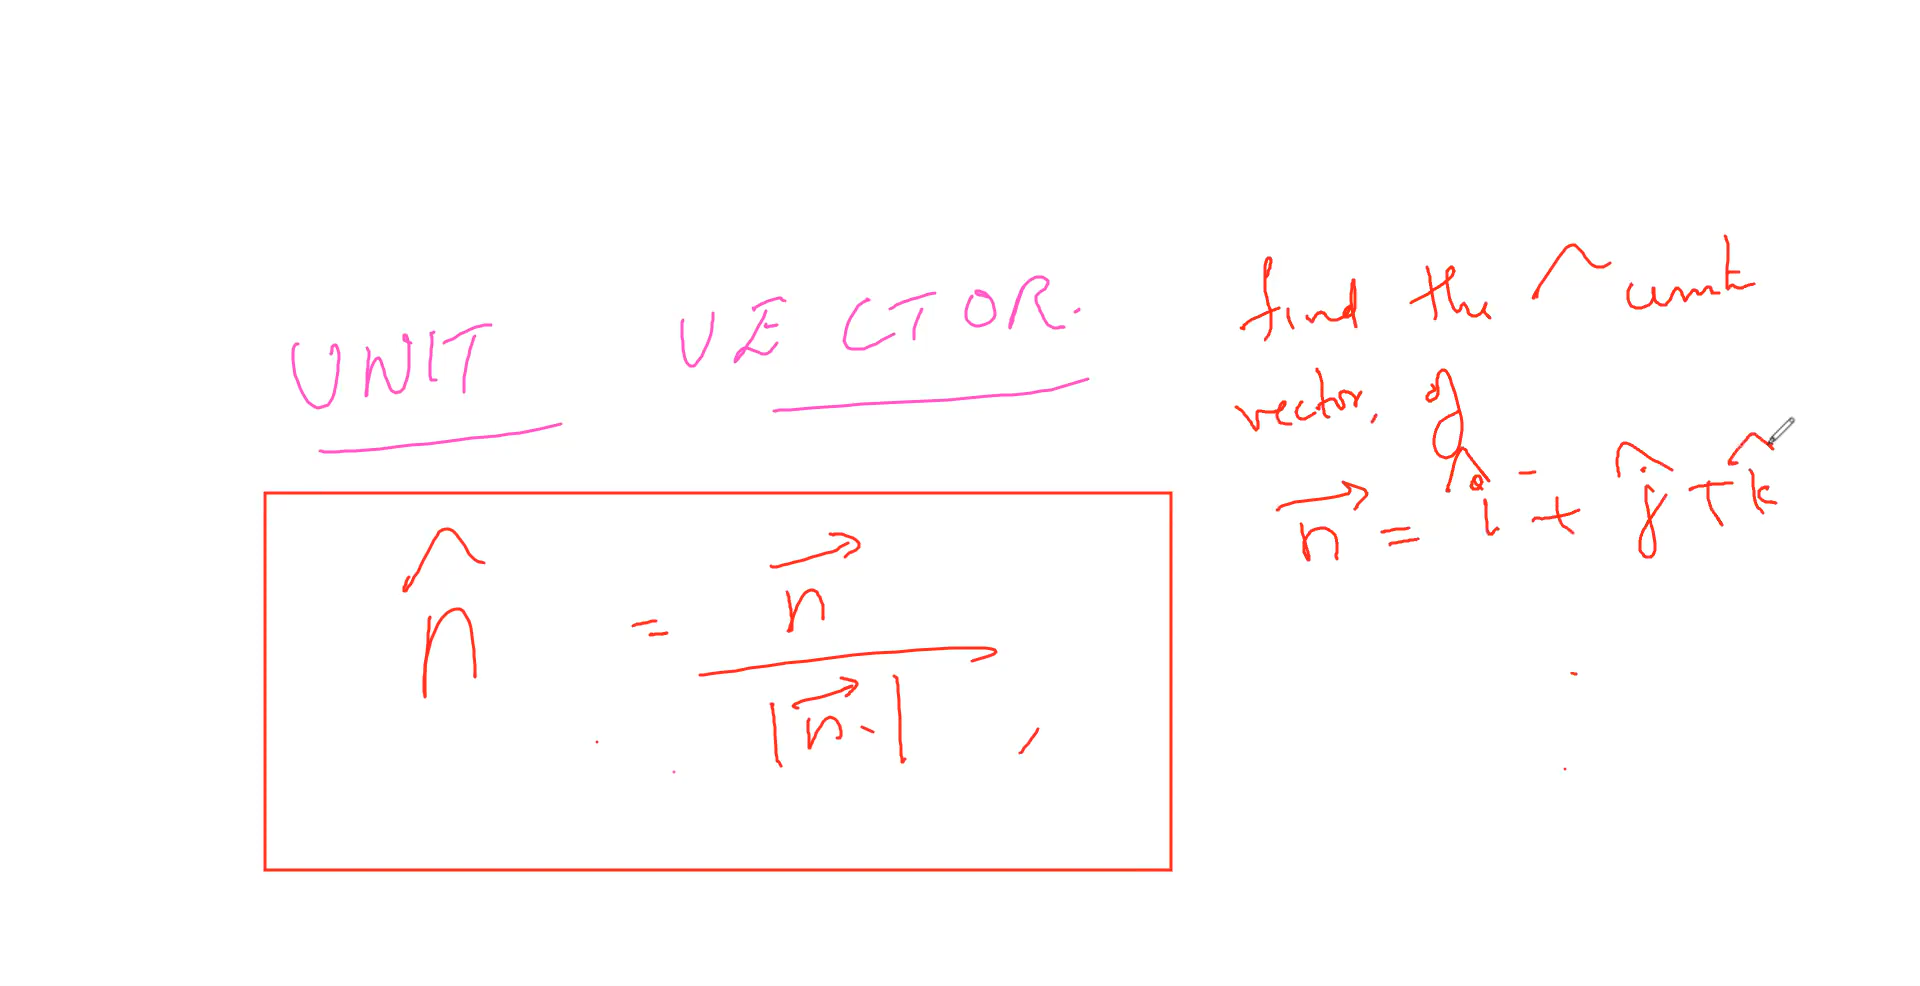 UNIT VECTOR.
n̂ = n⃗ / |n⃗.| ,
find the unit
vector, of
n⃗ = î + ĵ + k̂